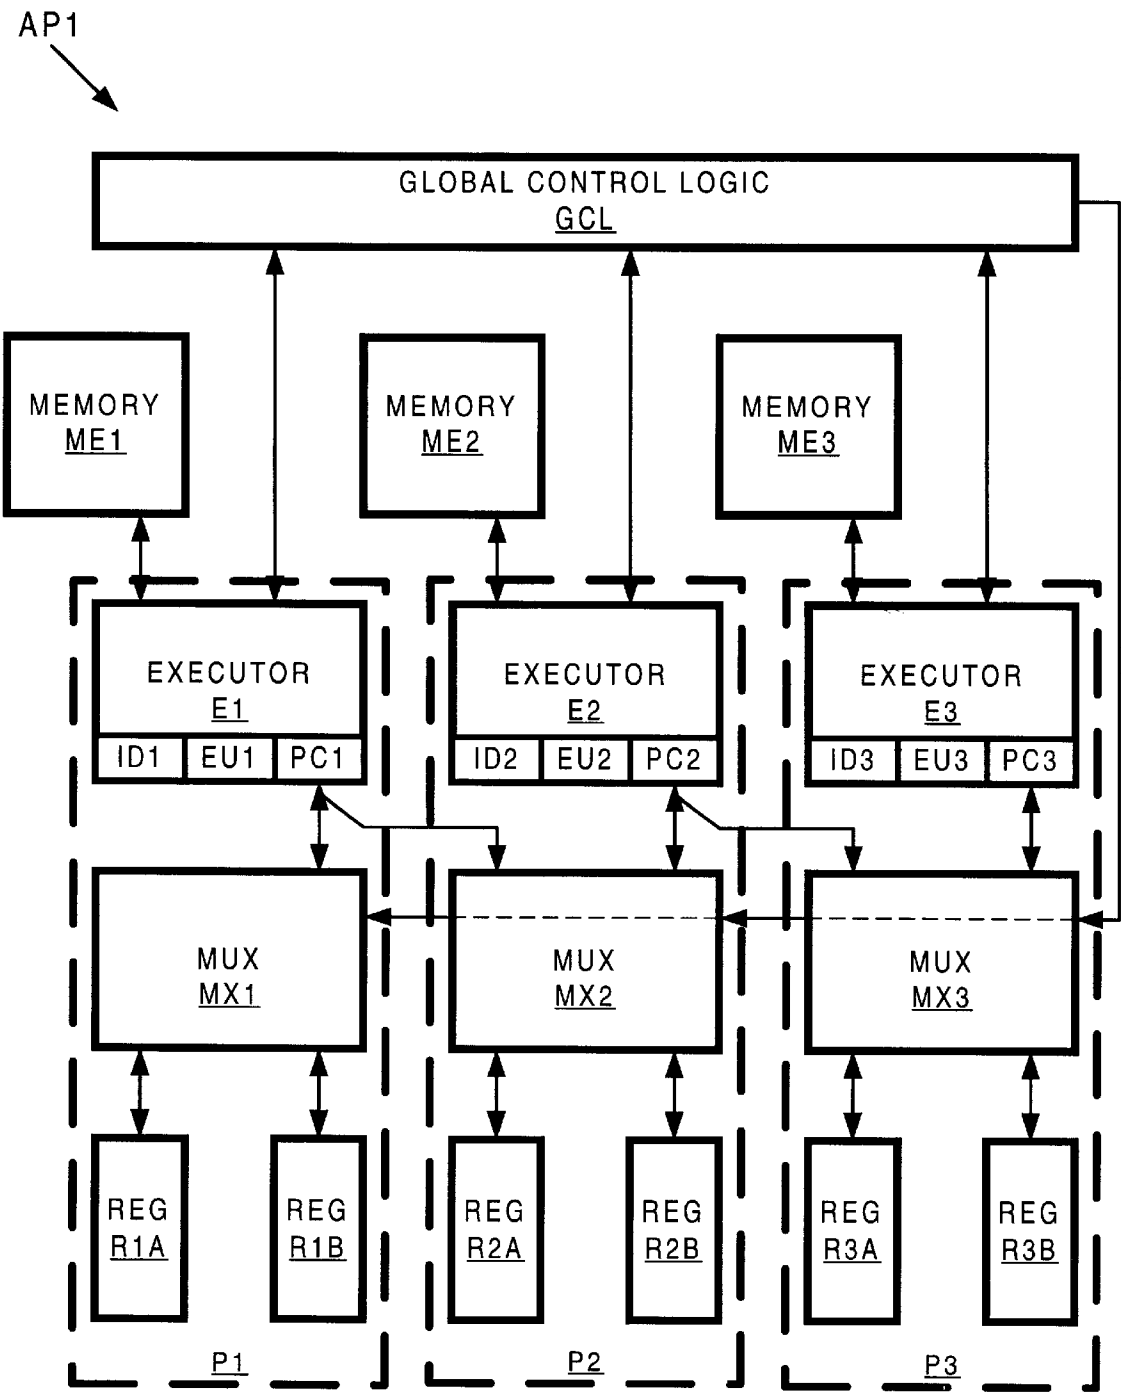 AP1
GLOBAL CONTROL LOGIC
GCL
MEMORY
ME1
MEMORY
ME2
MEMORY
ME3
EXECUTOR
E1
ID1 EU1 PC1
EXECUTOR
E2
ID2 EU2 PC2
EXECUTOR
E3
ID3 EU3 PC3
MUX
MX1
MUX
MX2
MUX
MX3
REG
R1A
REG
R1B
REG
R2A
REG
R2B
REG
R3A
REG
R3B
P1
P2
P3